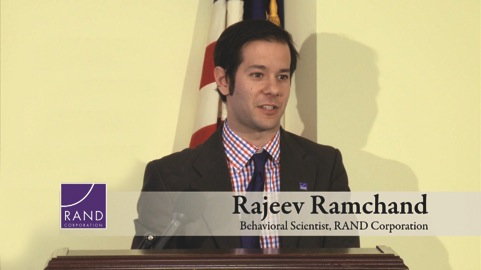 RAND
CORPORATION
Rajeev Ramchand
Behavioral Scientist, RAND Corporation